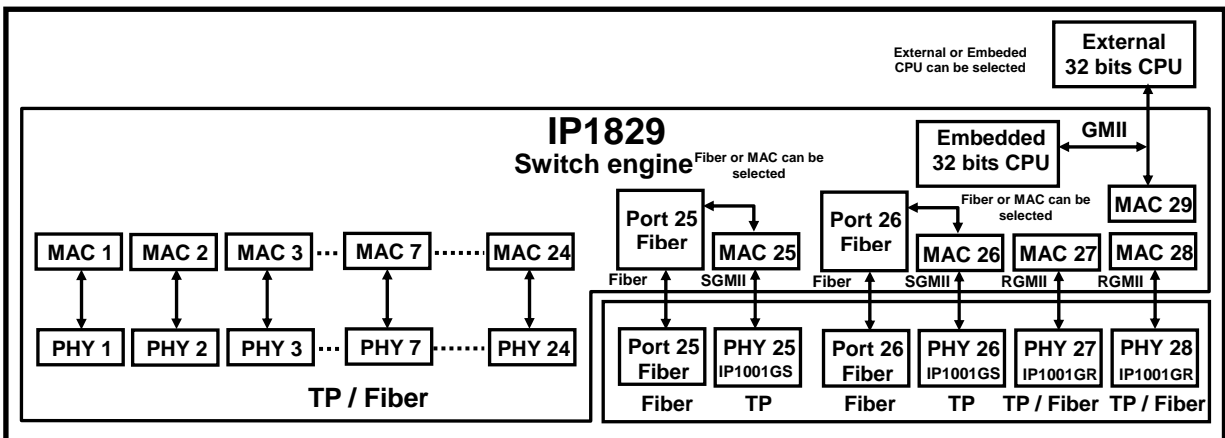 External or Embeded
CPU can be selected
External
32 bits CPU
IP1829
Switch engine
Fiber or MAC can be
selected
Embedded
32 bits CPU
GMII
Fiber or MAC can be
selected
MAC 29
Port 25
Fiber
Port 26
Fiber
MAC 1
MAC 2
MAC 3
MAC 7
MAC 24
MAC 25
MAC 26
MAC 27
MAC 28
Fiber
SGMII
Fiber
SGMII
RGMII
RGMII
PHY 1
PHY 2
PHY 3
PHY 7
PHY 24
Port 25
Fiber
PHY 25
IP1001GS
Port 26
Fiber
PHY 26
IP1001GS
PHY 27
IP1001GR
PHY 28
IP1001GR
TP / Fiber
Fiber
TP
Fiber
TP
TP / Fiber
TP / Fiber